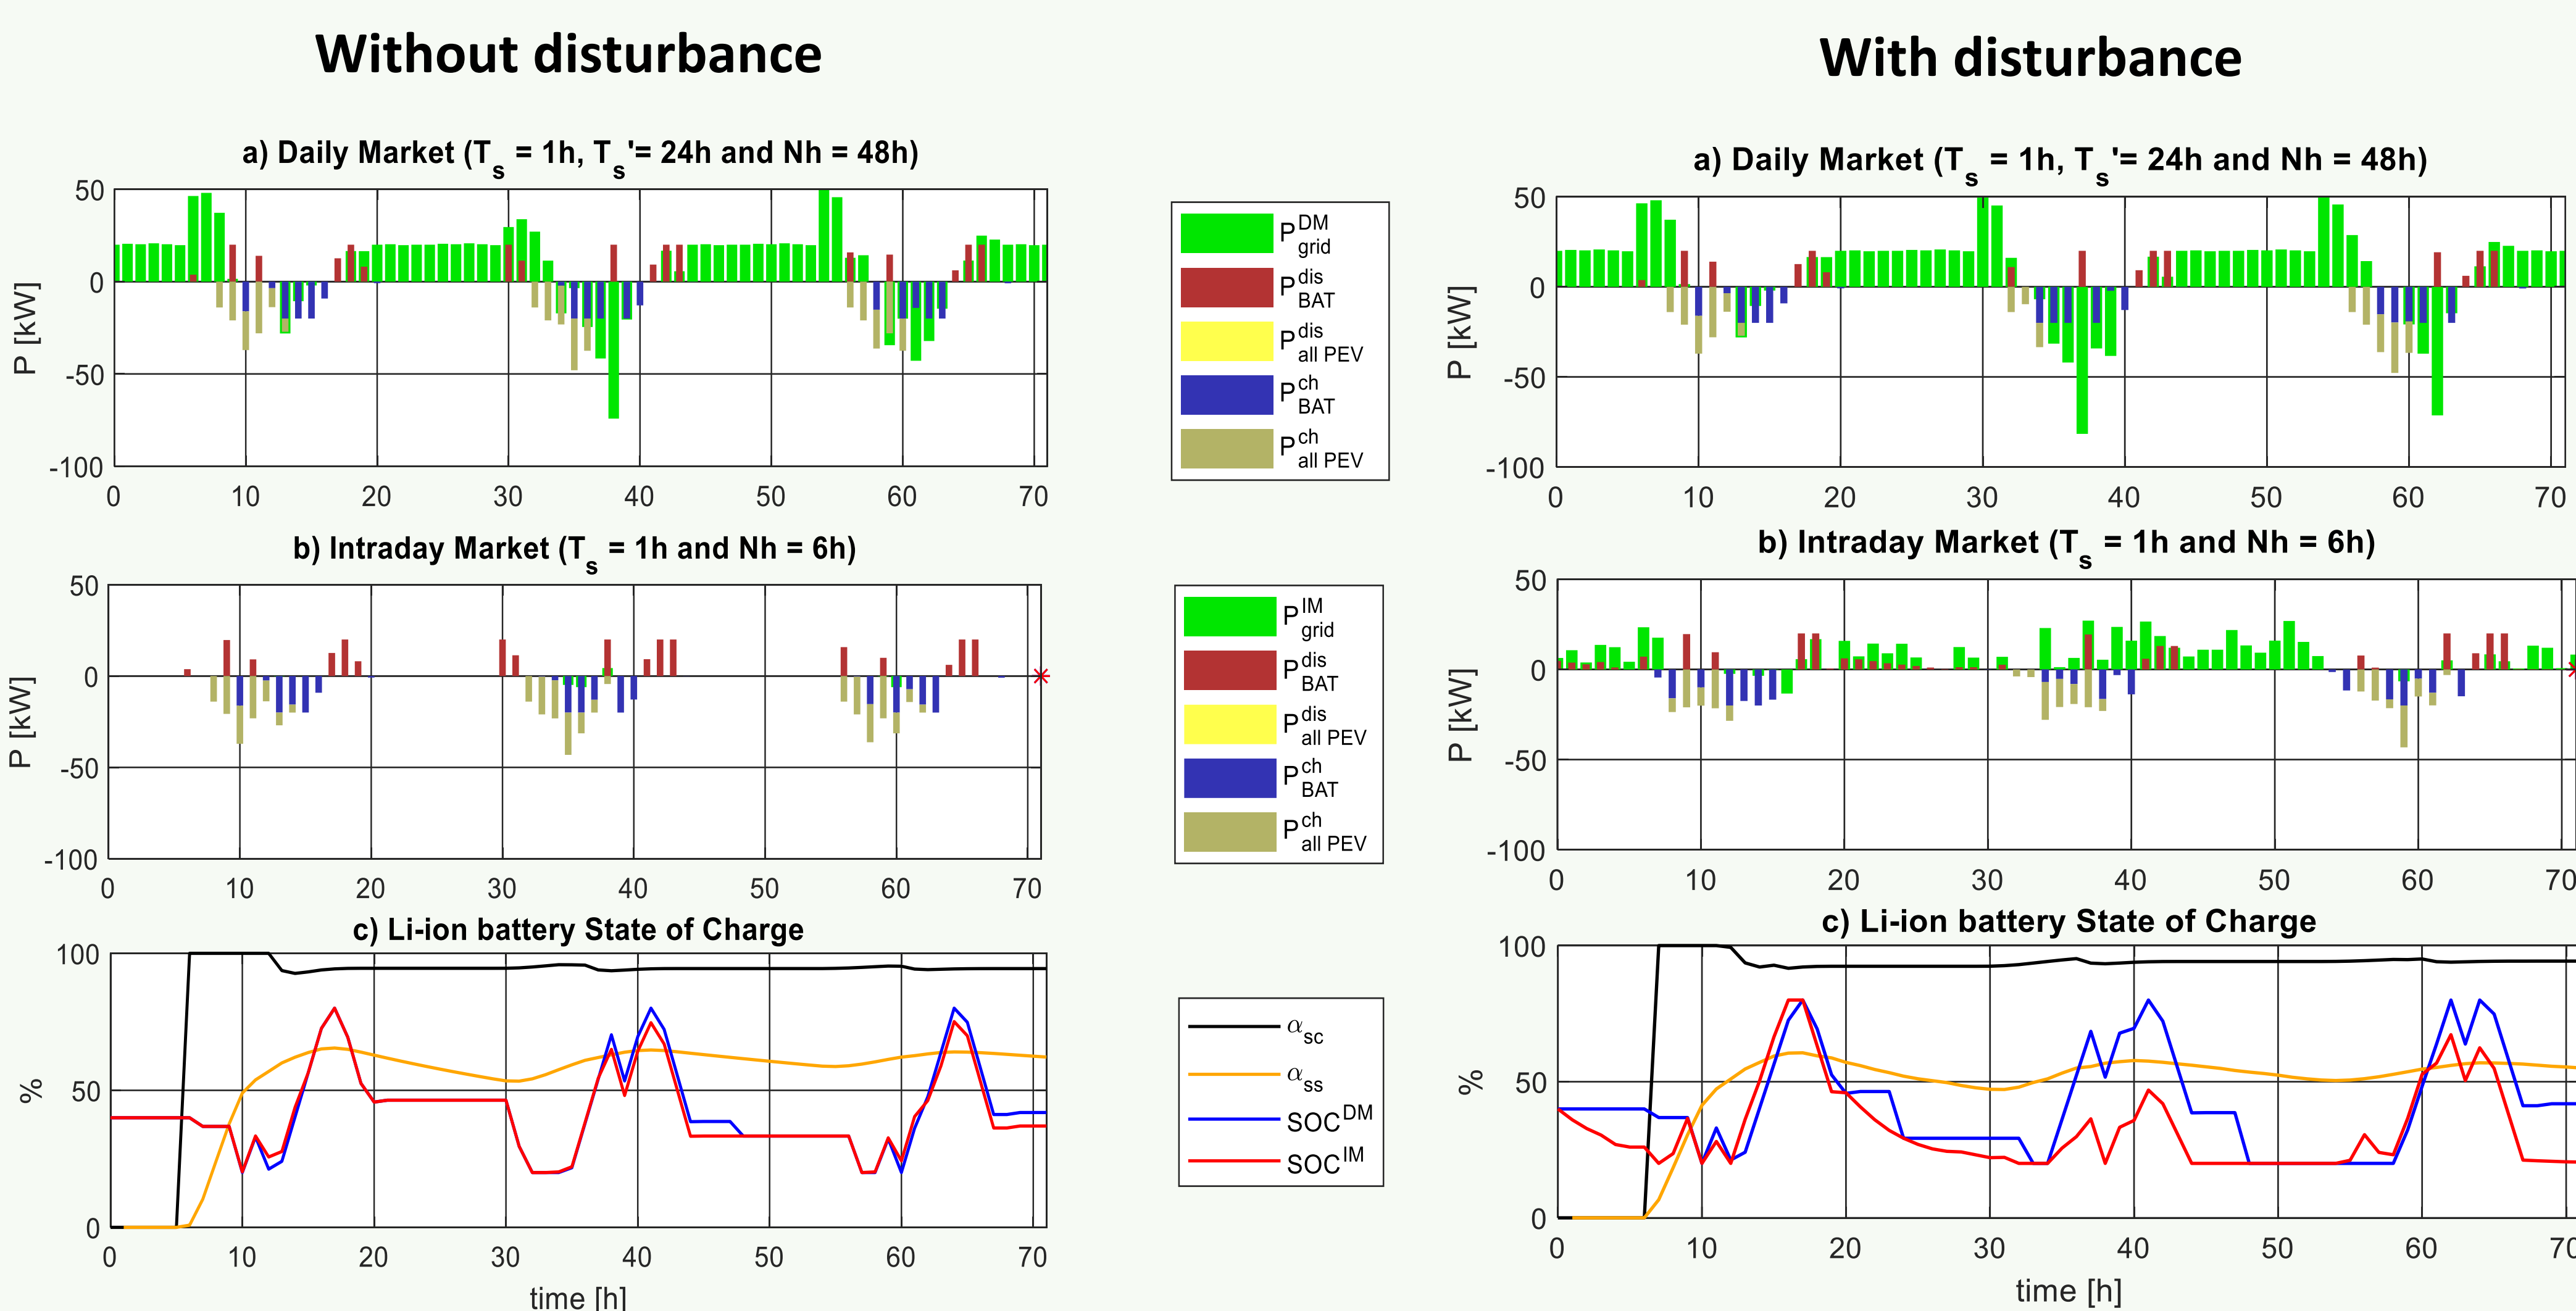 Without disturbance
With disturbance
a) Daily Market (Ts = 1h, Ts'= 24h and Nh = 48h)
50
0
-50
-100
P [kW]
0 10 20 30 40 50 60 70
P DM grid
P dis BAT
P dis all PEV
P ch BAT
P ch all PEV
a) Daily Market (Ts = 1h, Ts'= 24h and Nh = 48h)
50
0
-50
-100
P [kW]
0 10 20 30 40 50 60 70
b) Intraday Market (Ts = 1h and Nh = 6h)
50
0
-50
-100
P [kW]
0 10 20 30 40 50 60 70
P IM grid
P dis BAT
P dis all PEV
P ch BAT
P ch all PEV
b) Intraday Market (Ts = 1h and Nh = 6h)
50
0
-50
-100
P [kW]
0 10 20 30 40 50 60 70
c) Li-ion battery State of Charge
100
50
0
%
0 10 20 30 40 50 60 70
time [h]
αsc
αss
SOC DM
SOC IM
c) Li-ion battery State of Charge
100
50
0
%
0 10 20 30 40 50 60 70
time [h]